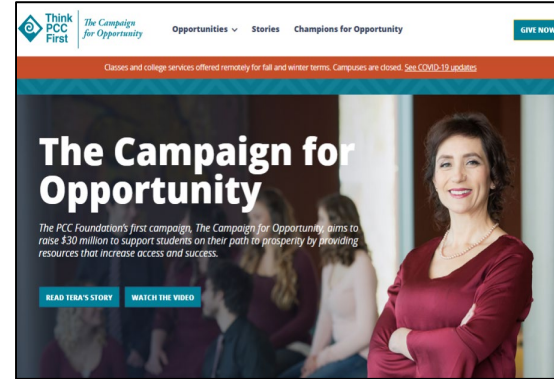 Think
PCC
First
The Campaign
for Opportunity
Opportunities
Stories
Champions for Opportunity
GIVE NOW
Classes and college services offered remotely for fall and winter terms. Campuses are closed. See COVID-19 updates
The Campaign for
Opportunity
The PCC Foundation's first campaign, The Campaign for Opportunity, aims to
raise $30 million to support students on their path to prosperity by providing
resources that increase access and success.
READ TERA'S STORY
WATCH THE VIDEO